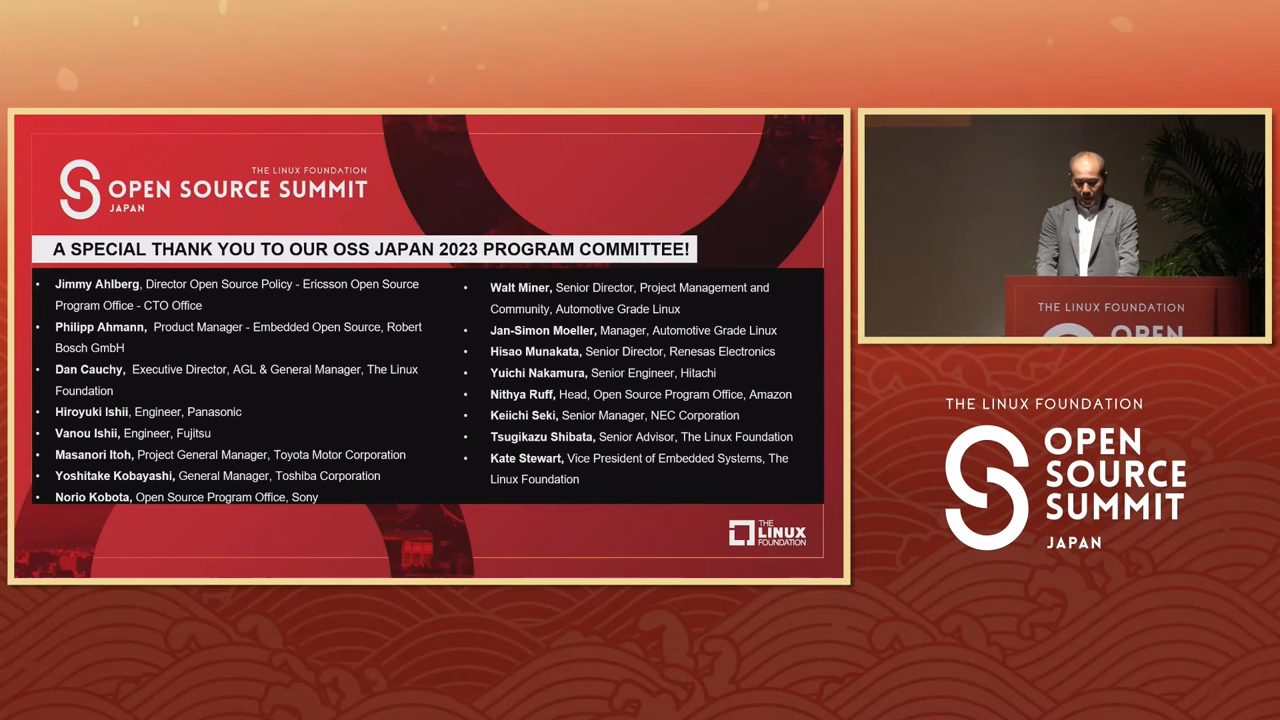 THE LINUX FOUNDATION
OPEN SOURCE SUMMIT
JAPAN
A SPECIAL THANK YOU TO OUR OSS JAPAN 2023 PROGRAM COMMITTEE!
• Jimmy Ahlberg, Director Open Source Policy - Ericsson Open Source
Program Office - CTO Office
• Philipp Ahmann, Product Manager - Embedded Open Source, Robert
Bosch GmbH
• Dan Cauchy, Executive Director, AGL & General Manager, The Linux
Foundation
• Hiroyuki Ishii, Engineer, Panasonic
• Vanou Ishii, Engineer, Fujitsu
• Masanori Itoh, Project General Manager, Toyota Motor Corporation
• Yoshitake Kobayashi, General Manager, Toshiba Corporation
• Norio Kobota, Open Source Program Office, Sony
• Walt Miner, Senior Director, Project Management and
Community, Automotive Grade Linux
• Jan-Simon Moeller, Manager, Automotive Grade Linux
• Hisao Munakata, Senior Director, Renesas Electronics
• Yuichi Nakamura, Senior Engineer, Hitachi
• Nithya Ruff, Head, Open Source Program Office, Amazon
• Keiichi Seki, Senior Manager, NEC Corporation
• Tsugikazu Shibata, Senior Advisor, The Linux Foundation
• Kate Stewart, Vice President of Embedded Systems, The
Linux Foundation
THE
LINUX
FOUNDATION
THE LINUX FOUNDATION
OPEN
THE LINUX FOUNDATION
OPEN
SOURCE
SUMMIT
JAPAN